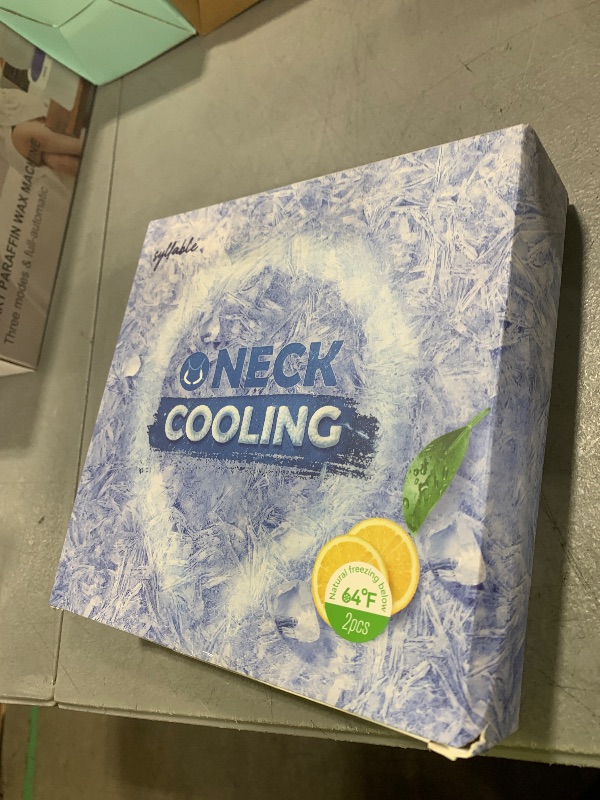 syllable
NECK
COOLING
Natural freezing below
64°F
2pcs
PARAFFIN WAX MACHINE
Three modes & full-automatic